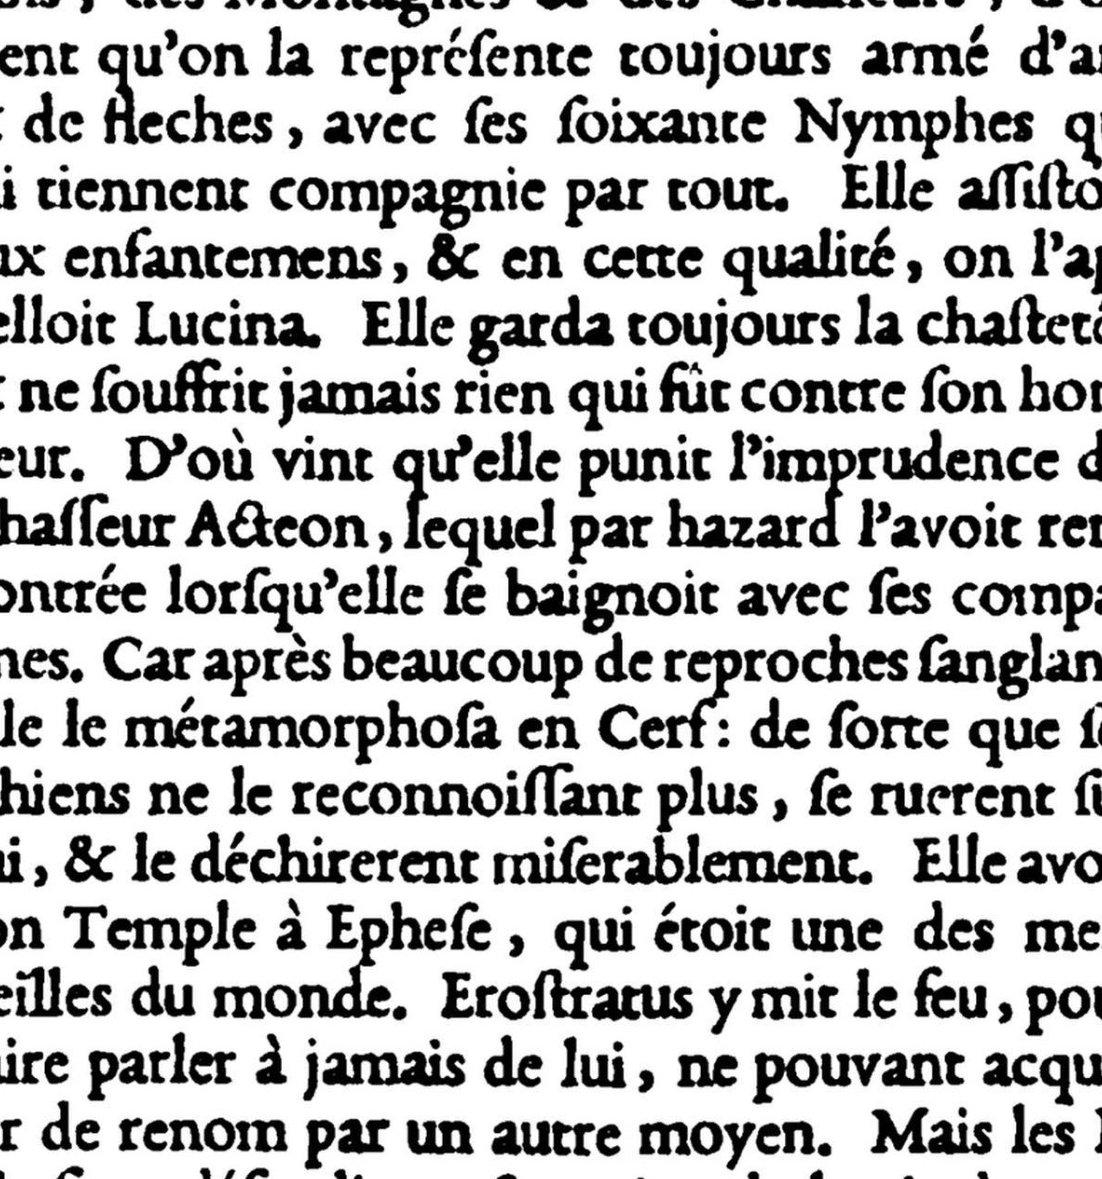 ent qu'on la repréſente toujours armé d'a
de fleches, avec ſes ſoixante Nymphes q
i tiennent compagnie par tout. Elle aſſiſto
ux enfantemens, & en cette qualité, on l'ap
elloit Lucina. Elle garda toujours la chaſteté
ne ſouffrit jamais rien qui fût contre ſon hon
eur. D'où vint qu'elle punit l'imprudence d
haſſeur Acteon, lequel par hazard l'avoit ren
ontrée lorſqu'elle ſe baignoit avec ſes compa
nes. Car après beaucoup de reproches ſanglan
le le métamorphoſa en Cerf: de ſorte que ſe
hiens ne le reconnoiſſant plus, ſe ruerent ſu
i, & le déchirerent miſerablement. Elle avo
on Temple à Epheſe, qui étoit une des me
eilles du monde. Eroſtratus y mit le feu, pou
ire parler à jamais de lui, ne pouvant acqu
r de renom par un autre moyen. Mais les